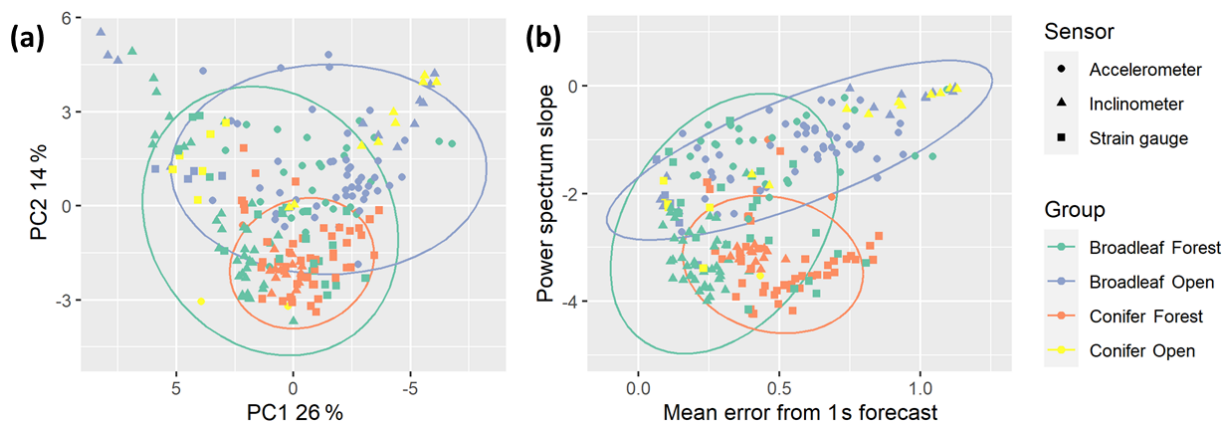 (a)
6
3
0
-3
5
0
-5
PC2 14 %
PC1 26 %
(b)
0
-2
-4
0.0
0.5
1.0
Power spectrum slope
Mean error from 1s forecast
Sensor
Accelerometer
Inclinometer
Strain gauge
Group
Broadleaf Forest
Broadleaf Open
Conifer Forest
Conifer Open